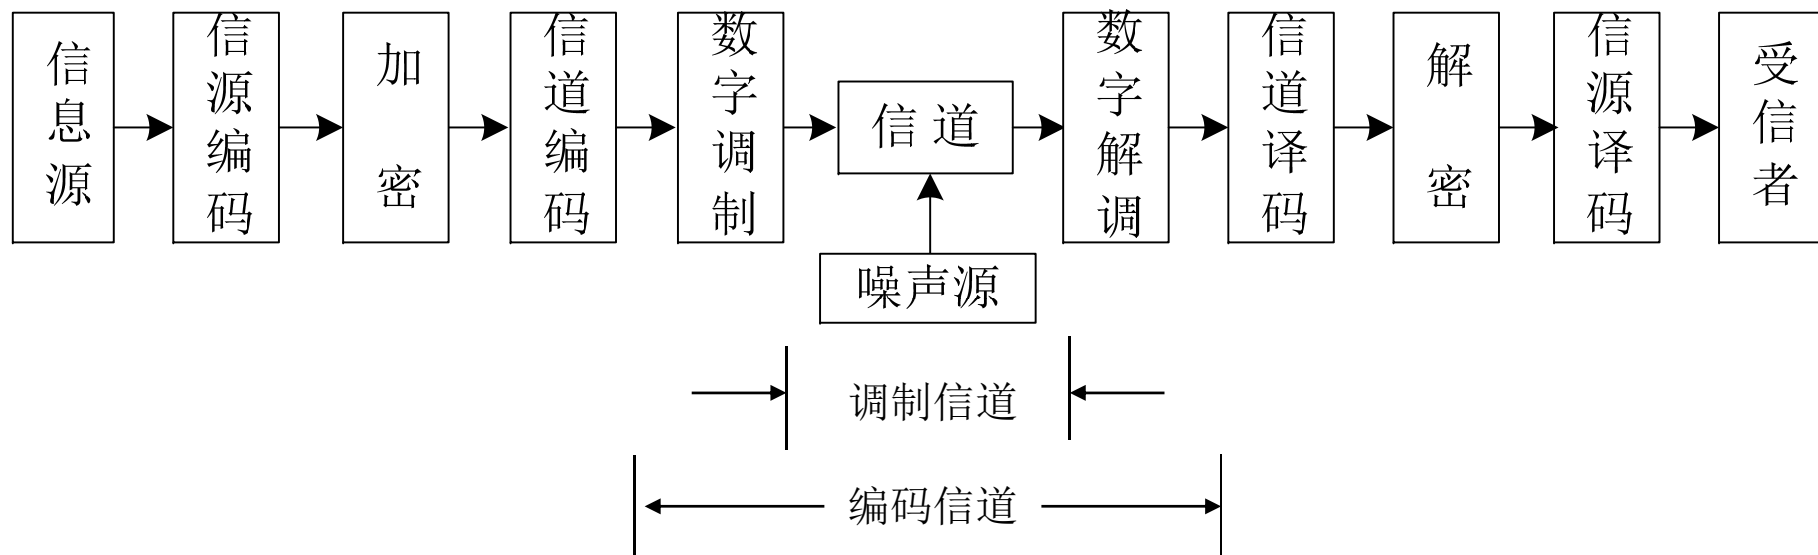 信息源
信源编码
加密
信道编码
数字调制
信道
数字解调
信道译码
解密
信源译码
受信者
噪声源
调制信道
编码信道